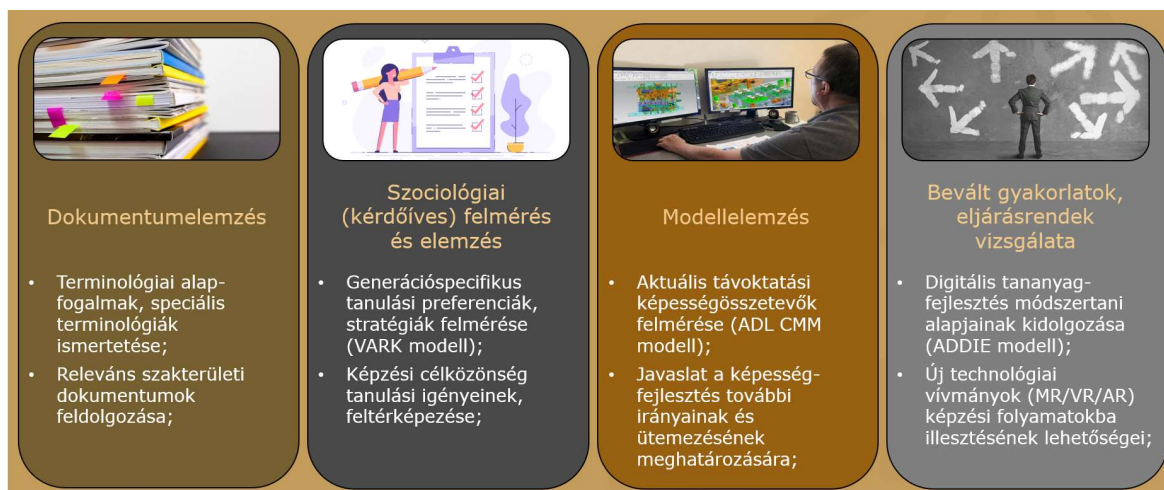 Dokumentumelemzés
• Terminológiai alap-
fogalmak, speciális
terminológiák
ismertetése;
• Releváns szakterületi
dokumentumok
feldolgozása;
Szociológiai
(kérdőíves) felmérés
és elemzés
• Generációspecifikus
tanulási preferenciák,
stratégiák felmérése
(VARK modell);
• Képzési célközönség
tanulási igényeinek,
feltérképezése;
Modellelemzés
• Aktuális távoktatási
képességösszetevők
felmérése (ADL CMM
modell);
• Javaslat a képesség-
fejlesztés további
irányainak és
ütemezésének
meghatározására;
Bevált gyakorlatok,
eljárásrendek
vizsgálata
• Digitális tananyag-
fejlesztés módszertani
alapjainak kidolgozása
(ADDIE modell);
• Új technológiai
vívmányok (MR/VR/AR)
képzési folyamatokba
illesztésének lehetőségei;